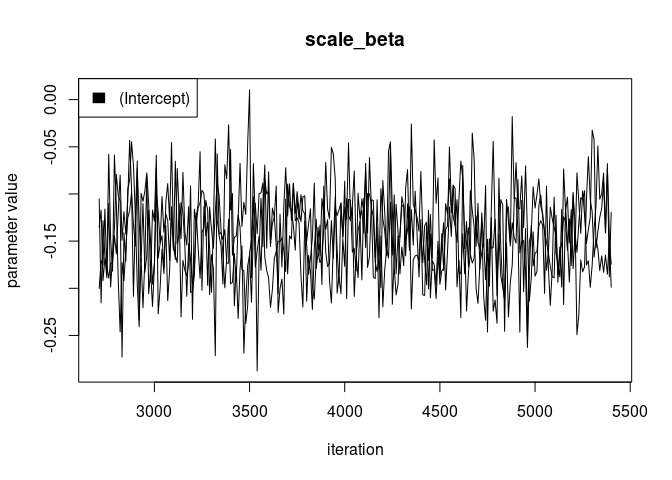 scale_beta
(Intercept)
0.00
-0.05
-0.15
-0.25
parameter value
3000 3500 4000 4500 5000 5500
iteration